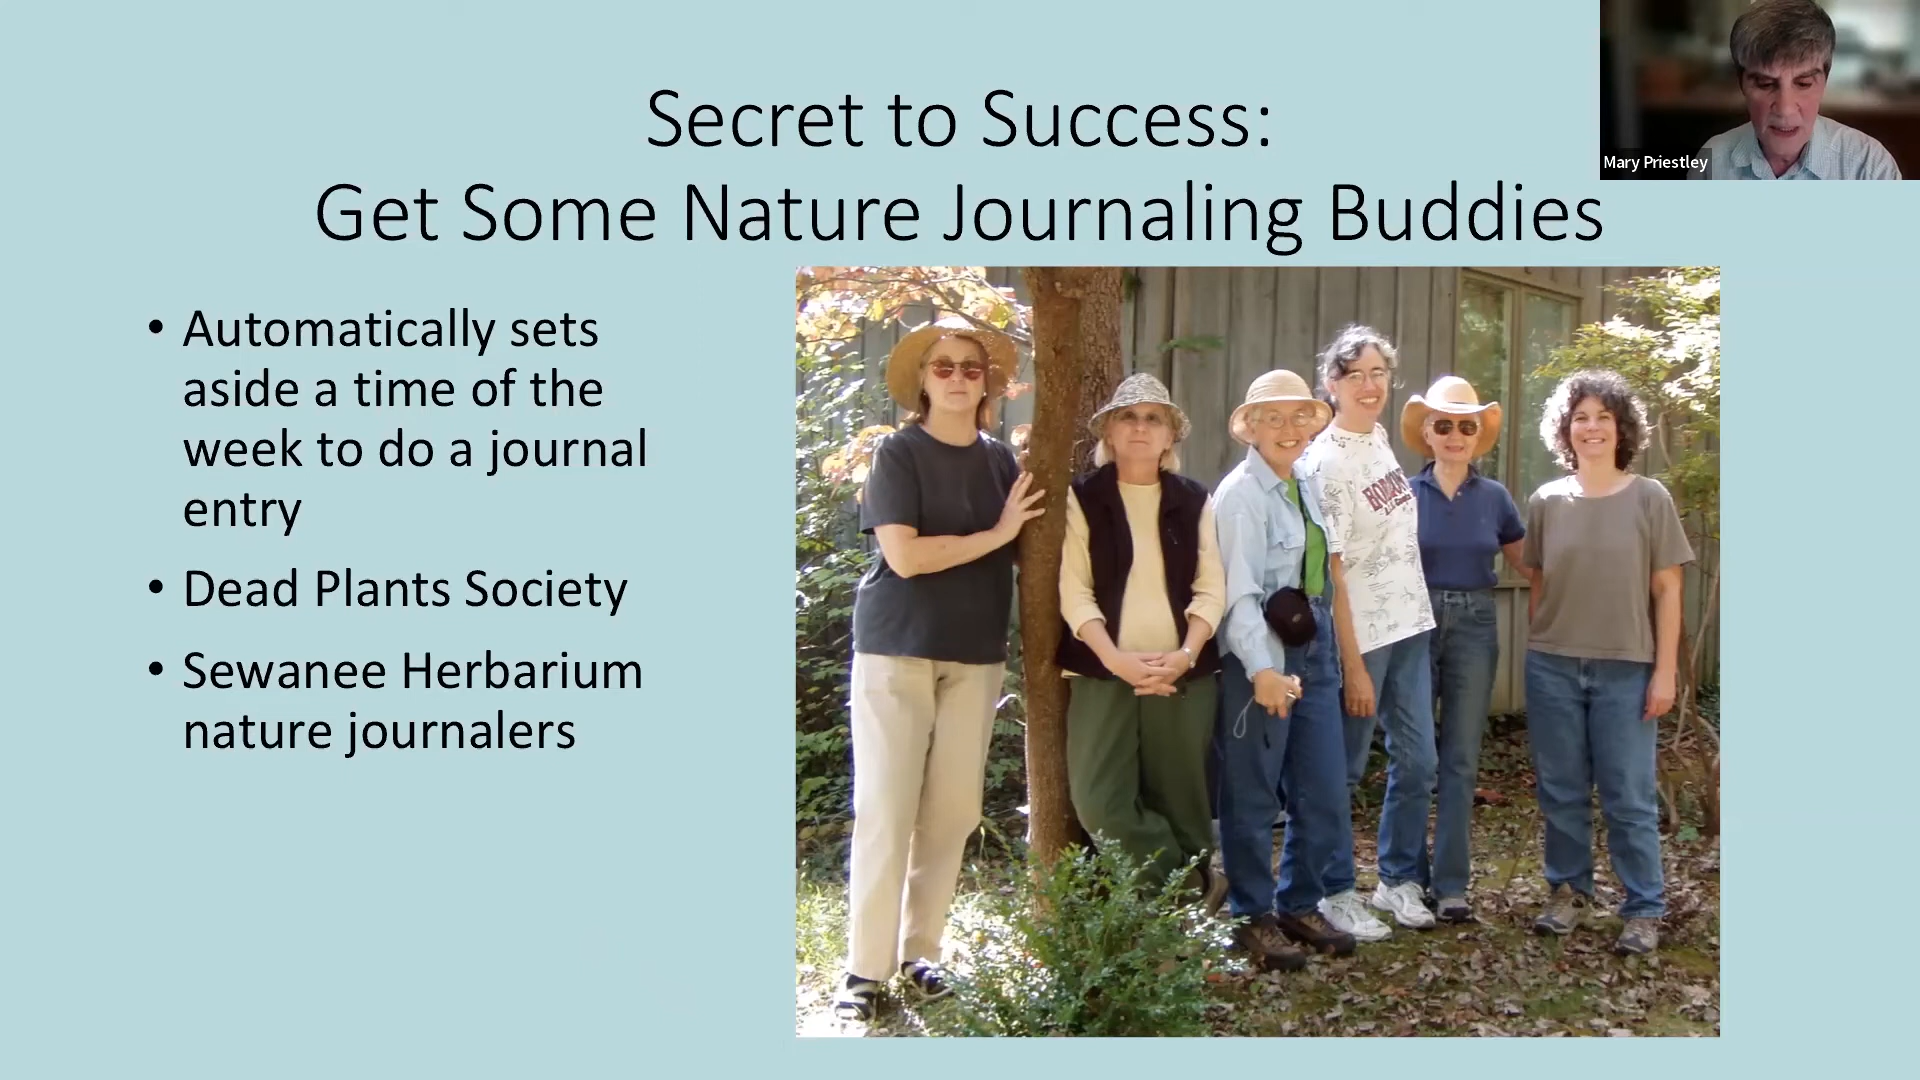 Secret to Success:
Get Some Nature Journaling Buddies
Mary Priestley
• Automatically sets
aside a time of the
week to do a journal
entry
• Dead Plants Society
• Sewanee Herbarium
nature journalers